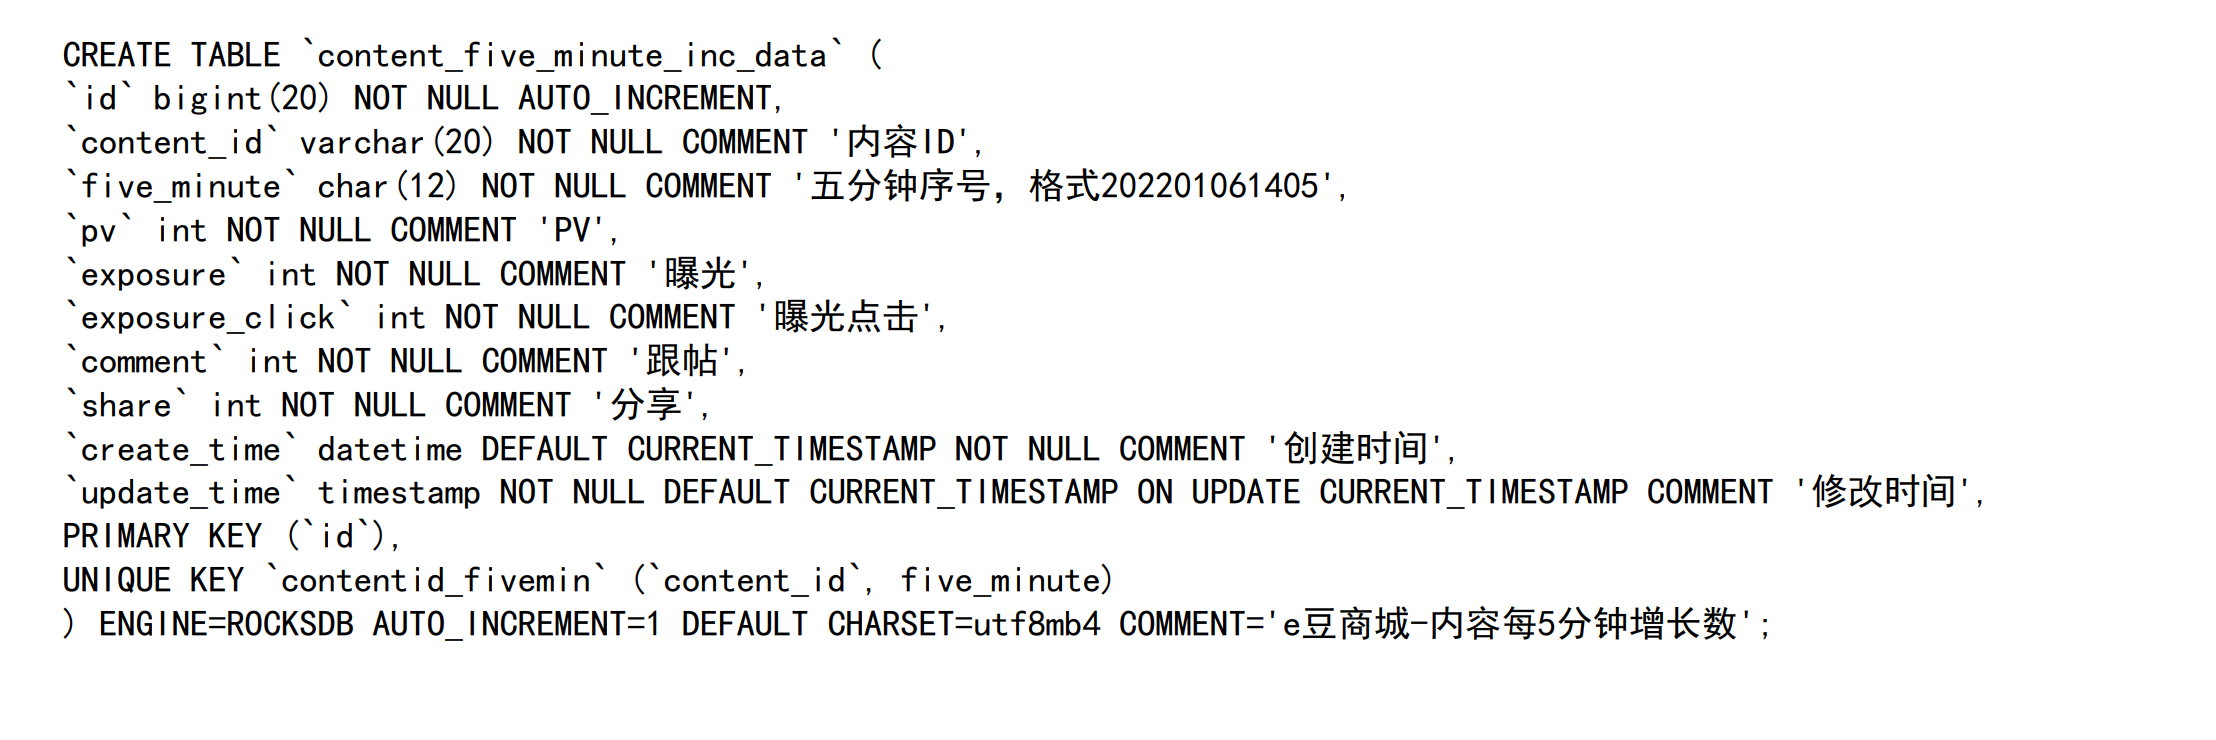 CREATE TABLE `content_five_minute_inc_data` (
`id` bigint(20) NOT NULL AUTO_INCREMENT,
`content_id` varchar(20) NOT NULL COMMENT '内容ID',
`five_minute` char(12) NOT NULL COMMENT '五分钟序号，格式202201061405',
`pv` int NOT NULL COMMENT 'PV',
`exposure` int NOT NULL COMMENT '曝光',
`exposure_click` int NOT NULL COMMENT '曝光点击',
`comment` int NOT NULL COMMENT '跟帖',
`share` int NOT NULL COMMENT '分享',
`create_time` datetime DEFAULT CURRENT_TIMESTAMP NOT NULL COMMENT '创建时间',
`update_time` timestamp NOT NULL DEFAULT CURRENT_TIMESTAMP ON UPDATE CURRENT_TIMESTAMP COMMENT '修改时间',
PRIMARY KEY (`id`),
UNIQUE KEY `contentid_fivemin` (`content_id`, five_minute)
) ENGINE=ROCKSDB AUTO_INCREMENT=1 DEFAULT CHARSET=utf8mb4 COMMENT='e豆商城-内容每5分钟增长数';